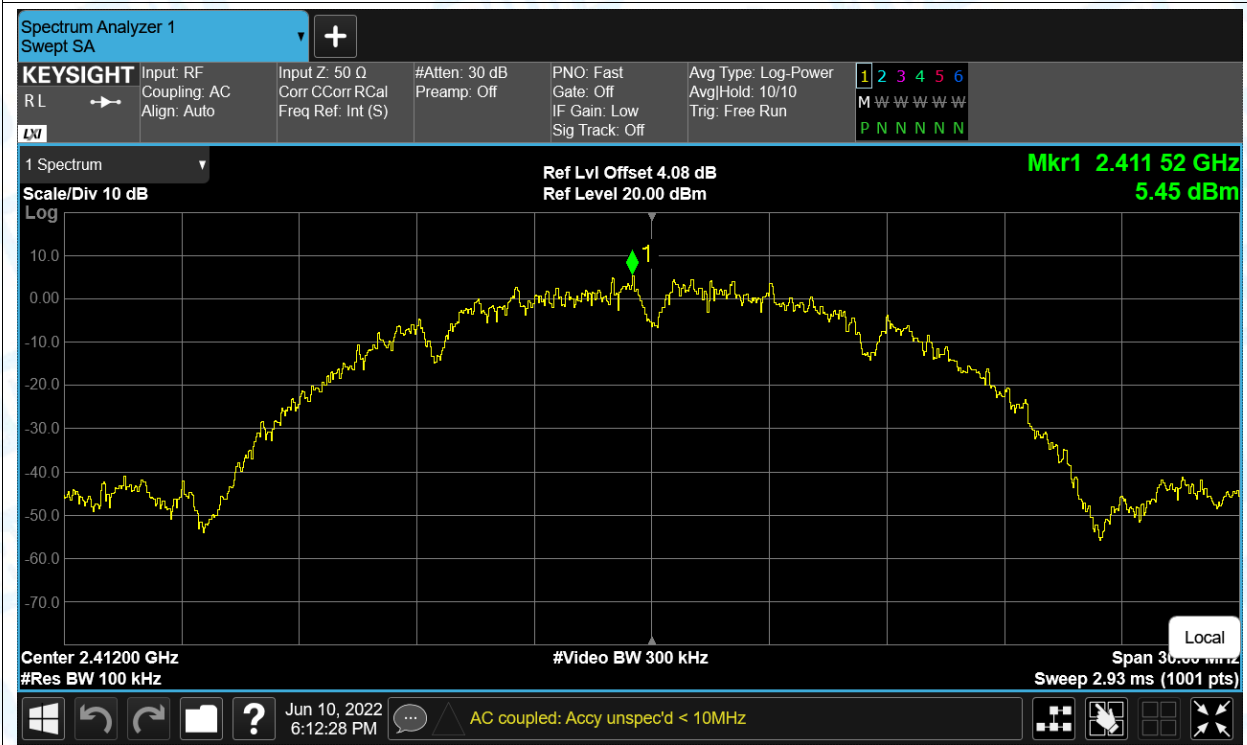 Spectrum Analyzer 1
Swept SA
KEYSIGHT
R L
LXI
Input: RF
Coupling: AC
Align: Auto
Input Z: 50 Ω
Corr CCorr RCal
Freq Ref: Int (S)
#Atten: 30 dB
Preamp: Off
PNO: Fast
Gate: Off
IF Gain: Low
Sig Track: Off
Avg Type: Log-Power
Avg|Hold: 10/10
Trig: Free Run
1 2 3 4 5 6
M W W W W W
P N N N N N
1 Spectrum
Scale/Div 10 dB
Log
Ref Lvl Offset 4.08 dB
Ref Level 20.00 dBm
Mkr1 2.411 52 GHz
5.45 dBm
1
10.0
0.00
-10.0
-20.0
-30.0
-40.0
-50.0
-60.0
-70.0
Local
Center 2.41200 GHz
#Video BW 300 kHz
Span 30.00 MHz
#Res BW 100 kHz
Sweep 2.93 ms (1001 pts)
?
Jun 10, 2022
6:12:28 PM
AC coupled: Accy unspec'd < 10MHz